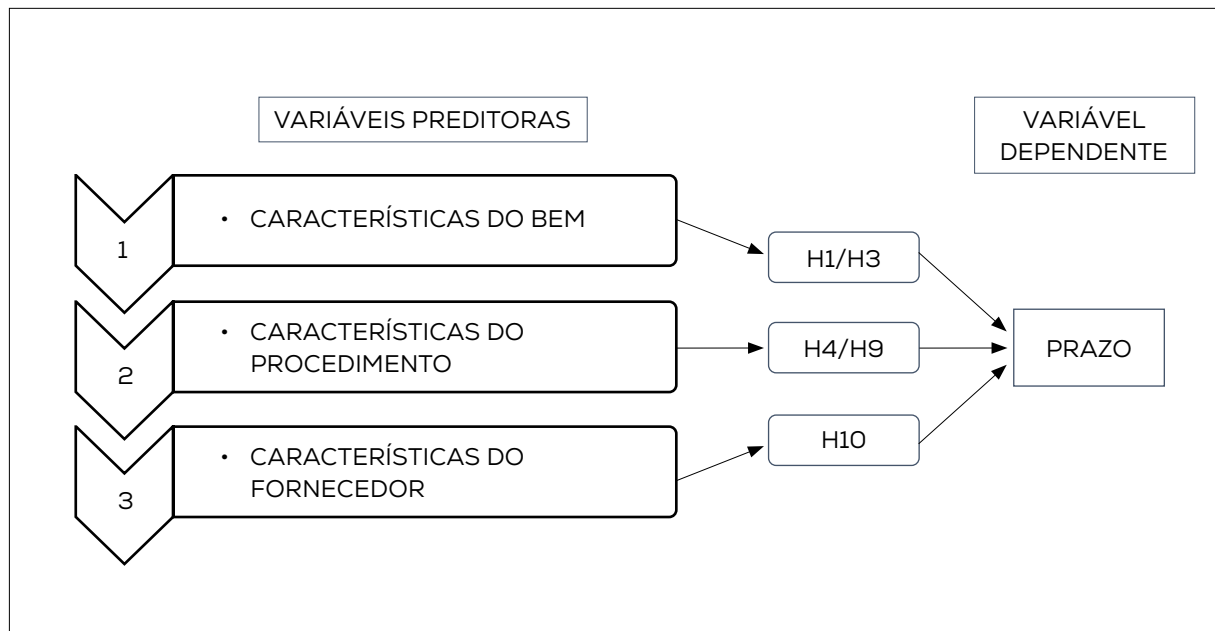 VARIÁVEIS PREDITORAS
VARIÁVEL
DEPENDENTE
1
• CARACTERÍSTICAS DO BEM
H1/H3
2
• CARACTERÍSTICAS DO
PROCEDIMENTO
H4/H9
PRAZO
3
• CARACTERÍSTICAS DO
FORNECEDOR
H10